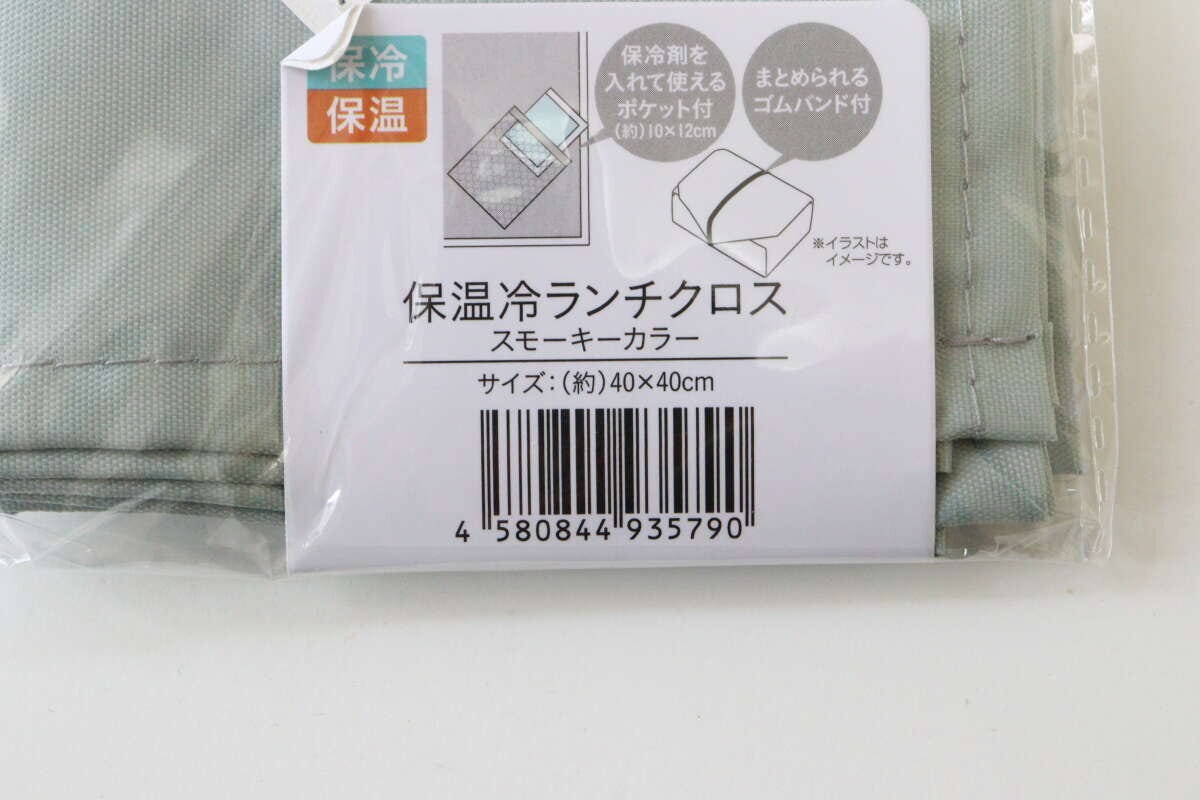 保冷
保温
保冷剤を
入れて使える
ポケット付
(約)10×12cm
まとめられる
ゴムバンド付
※イラストは
イメージです。
保温冷ランチクロス
スモーキーカラー
サイズ:(約)40×40cm
4 580844 935790